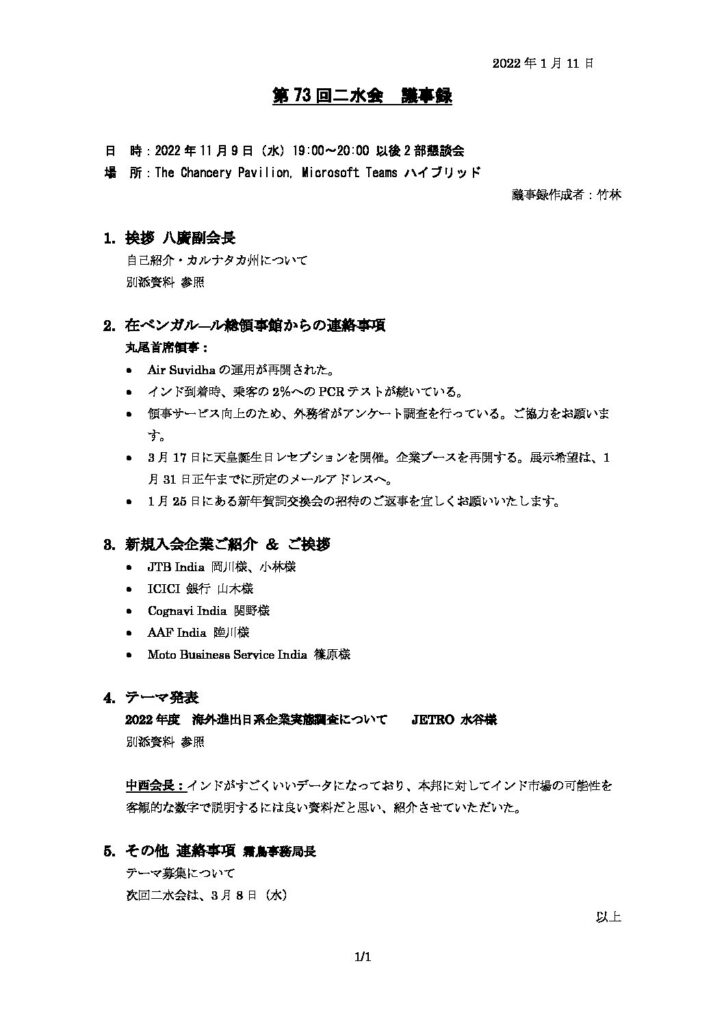 2022 年 1 月 11 日
第 73 回二水会　議事録
日　時：2022 年 11 月 9 日（水）19:00～20:00 以後 2 部懇談会
場　所：The Chancery Pavilion, Microsoft Teams ハイブリッド
議事録作成者：竹林
1. 挨拶 八廣副会長
自己紹介・カルナタカ州について
別添資料 参照
2. 在ベンガル―ル総領事館からの連絡事項
丸尾首席領事：
• Air Suvidha の運用が再開された。
• インド到着時、乗客の 2%への PCR テストが続いている。
• 領事サービス向上のため、外務省がアンケート調査を行っている。ご協力をお願いま
す。
• 3 月 17 日に天皇誕生日レセプションを開催。企業ブースを再開する。展示希望は、1
月 31 日正午までに所定のメールアドレスへ。
• 1 月 25 日にある新年賀詞交換会の招待のご返事を宜しくお願いいたします。
3. 新規入会企業ご紹介 ＆ ご挨拶
• JTB India 岡川様、小林様
• ICICI 銀行 山木様
• Cognavi India 関野様
• AAF India 陸川様
• Moto Business Service India 篠原様
4. テーマ発表
2022 年度　海外進出日系企業実態調査について　　JETRO 水谷様
別添資料 参照
中西会長：インドがすごくいいデータになっており、本邦に対してインド市場の可能性を
客観的な数字で説明するには良い資料だと思い、紹介させていただいた。
5. その他 連絡事項 霜鳥事務局長
テーマ募集について
次回二水会は、3 月 8 日（水）
以上
1/1